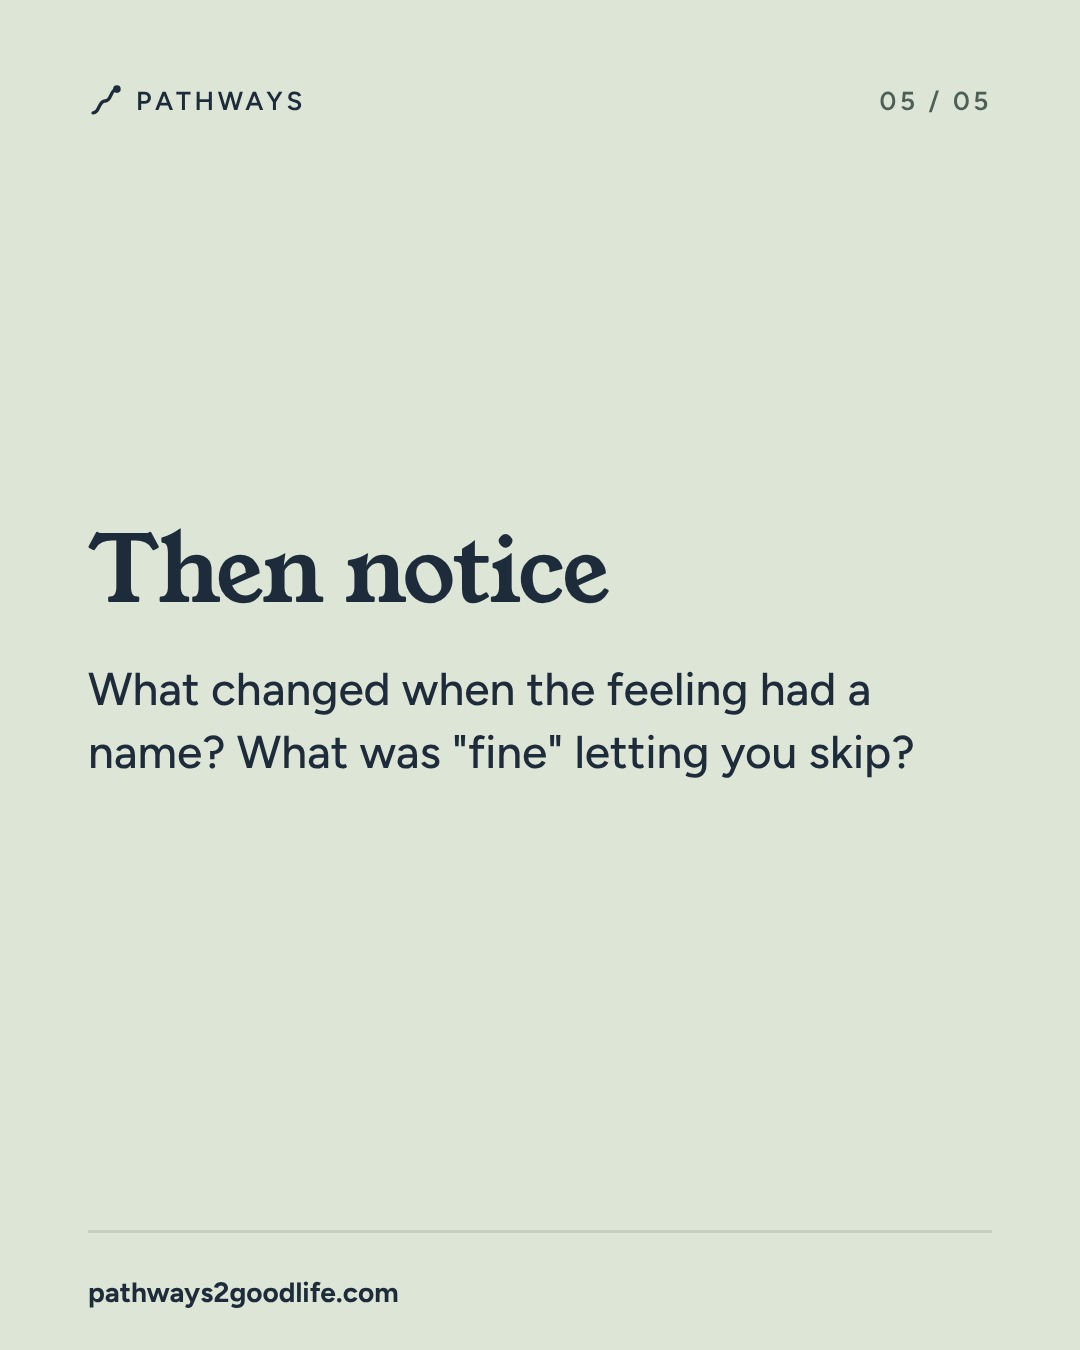 PATHWAYS
05 / 05
Then notice
What changed when the feeling had a
name? What was "fine" letting you skip?
pathways2goodlife.com